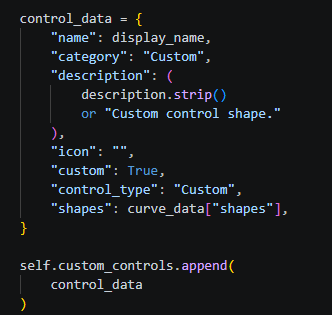 control_data = {
    "name": display_name,
    "category": "Custom",
    "description": (
        description.strip()
        or "Custom control shape."
    ),
    "icon": "",
    "custom": True,
    "control_type": "Custom",
    "shapes": curve_data["shapes"],
}

self.custom_controls.append(
    control_data
)